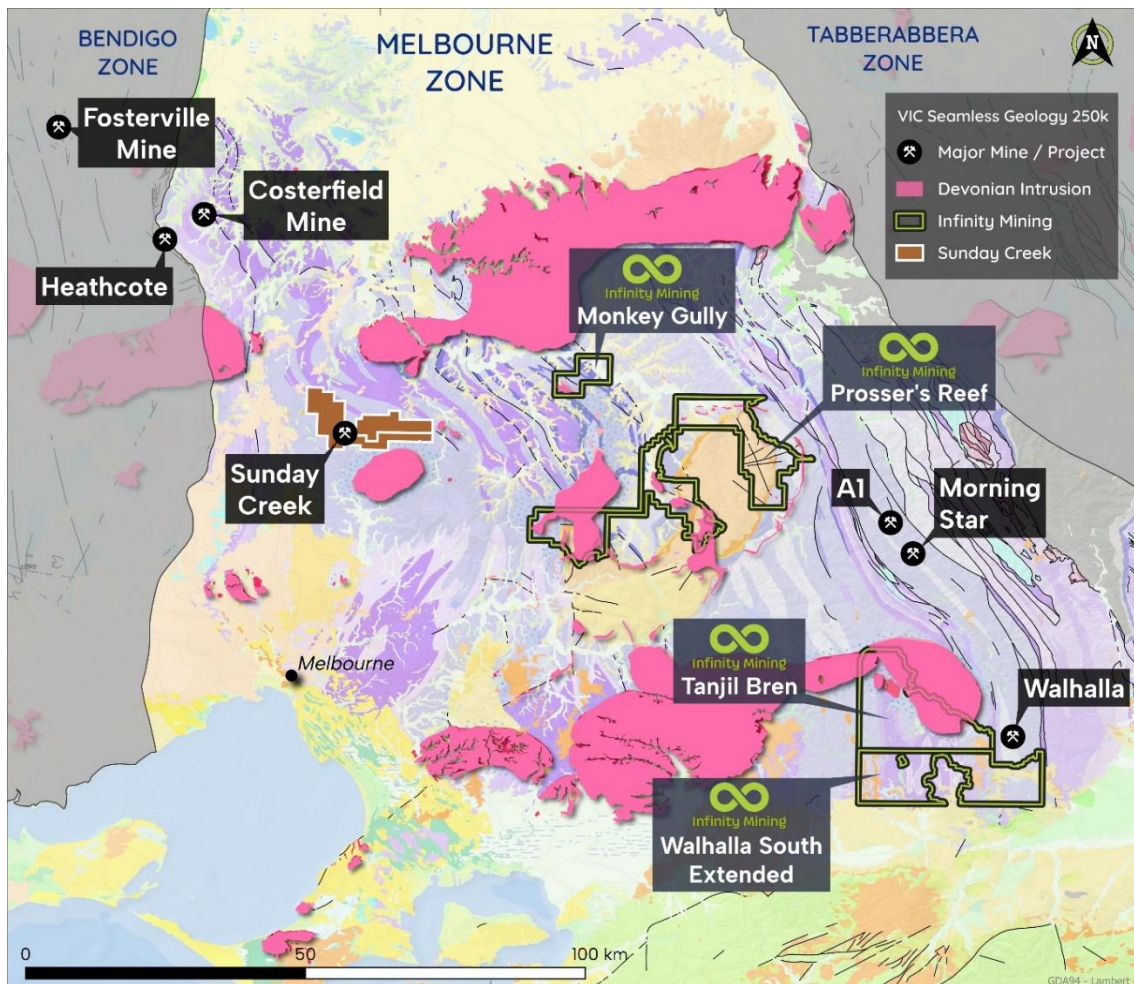 BENDIGO
ZONE
MELBOURNE
ZONE
TABBERABBERA
ZONE
N
VIC Seamless Geology 250k
Major Mine / Project
Devonian Intrusion
Infinity Mining
Sunday Creek
Fosterville
Mine
Costerfield
Mine
Heathcote
Infinity Mining
Monkey Gully
Infinity Mining
Prosser's Reef
Sunday
Creek
A1
Morning
Star
Melbourne
Infinity Mining
Tanjil Bren
Walhalla
Infinity Mining
Walhalla South
Extended
0
50
100 km
GDA94 - Lambert